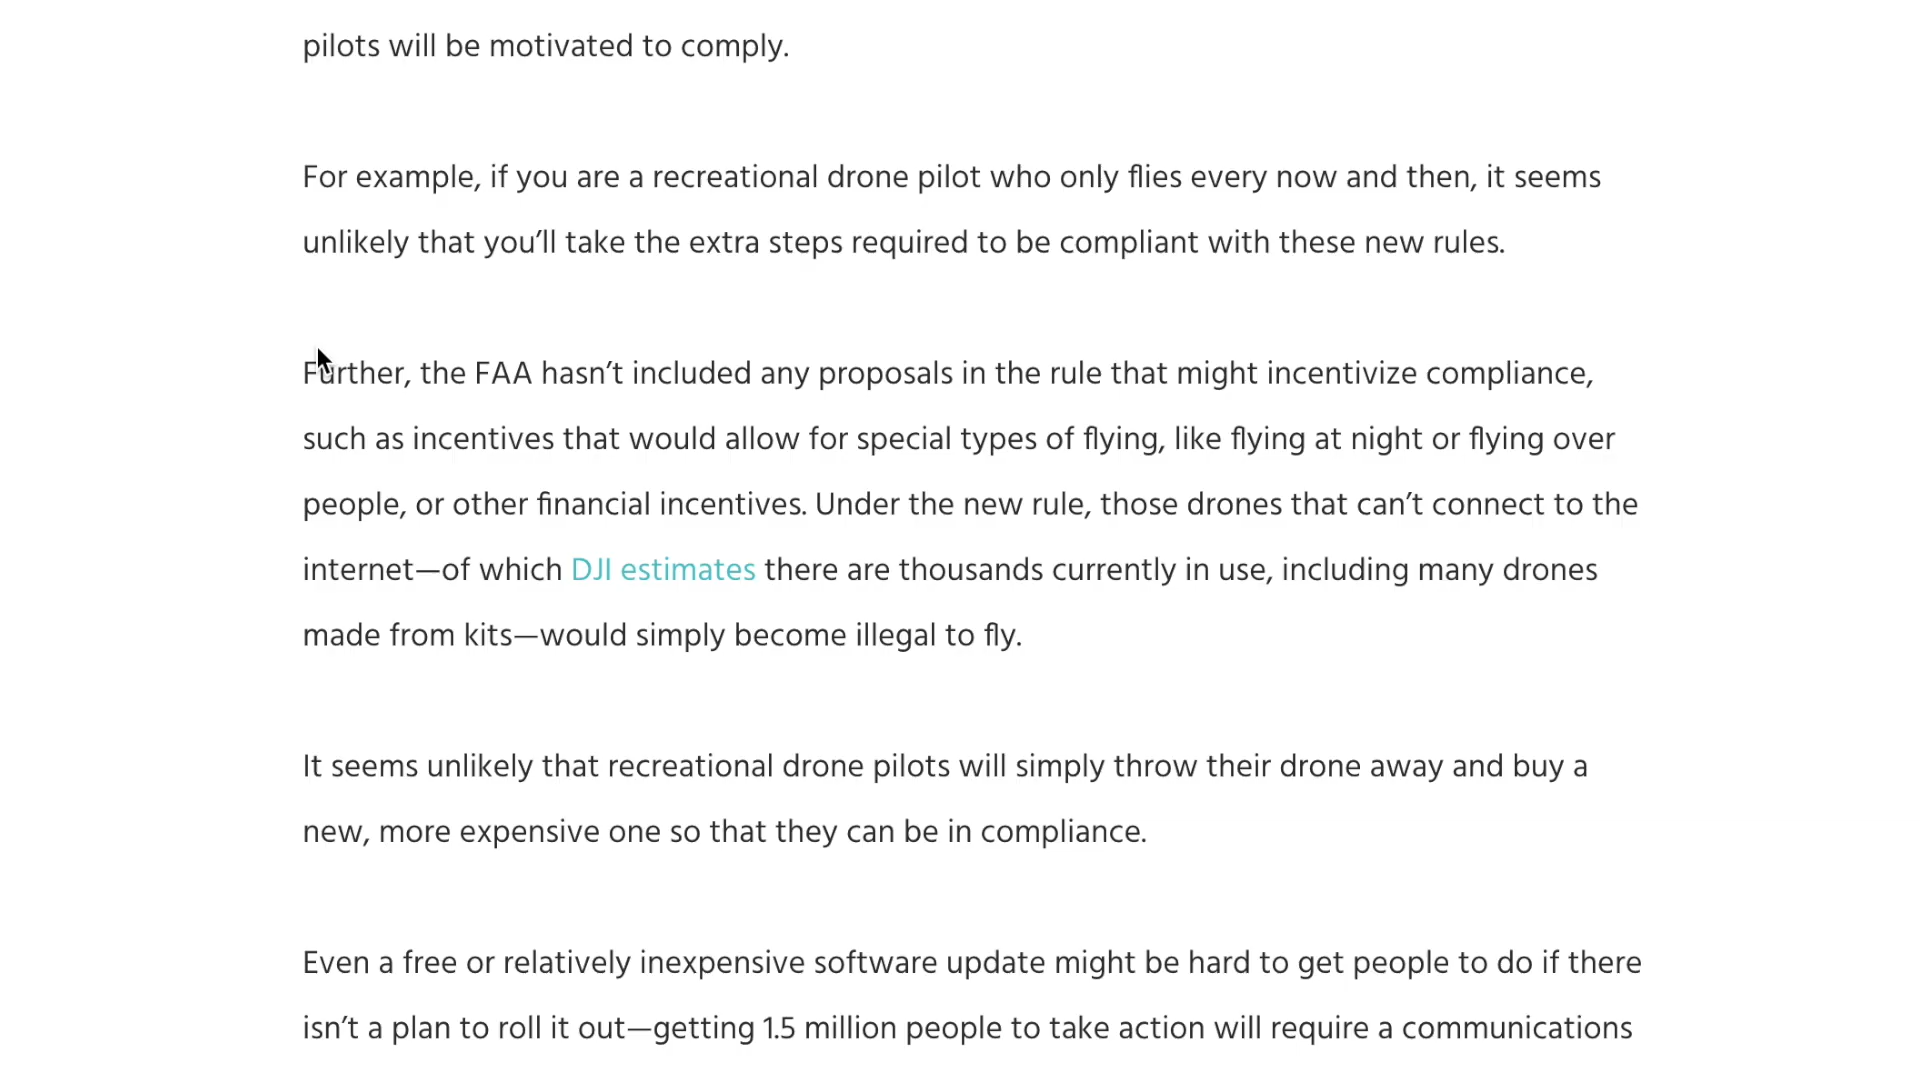 pilots will be motivated to comply.
For example, if you are a recreational drone pilot who only flies every now and then, it seems
unlikely that you’ll take the extra steps required to be compliant with these new rules.
Further, the FAA hasn’t included any proposals in the rule that might incentivize compliance,
such as incentives that would allow for special types of flying, like flying at night or flying over
people, or other financial incentives. Under the new rule, those drones that can’t connect to the
internet—of which DJI estimates there are thousands currently in use, including many drones
made from kits—would simply become illegal to fly.
It seems unlikely that recreational drone pilots will simply throw their drone away and buy a
new, more expensive one so that they can be in compliance.
Even a free or relatively inexpensive software update might be hard to get people to do if there
isn’t a plan to roll it out—getting 1.5 million people to take action will require a communications